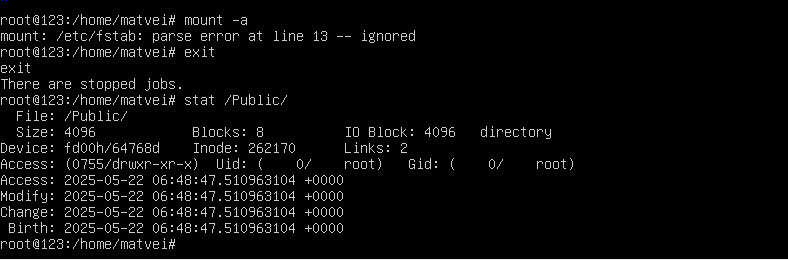 root@123:/home/matvei# mount -a
mount: /etc/fstab: parse error at line 13 -- ignored
root@123:/home/matvei# exit
exit
There are stopped jobs.
root@123:/home/matvei# stat /Public/
  File: /Public/
  Size: 4096            Blocks: 8          IO Block: 4096   directory
Device: fd00h/64768d    Inode: 262170      Links: 2
Access: (0755/drwxr-xr-x)  Uid: (    0/    root)   Gid: (    0/    root)
Access: 2025-05-22 06:48:47.510963104 +0000
Modify: 2025-05-22 06:48:47.510963104 +0000
Change: 2025-05-22 06:48:47.510963104 +0000
 Birth: 2025-05-22 06:48:47.510963104 +0000
root@123:/home/matvei#